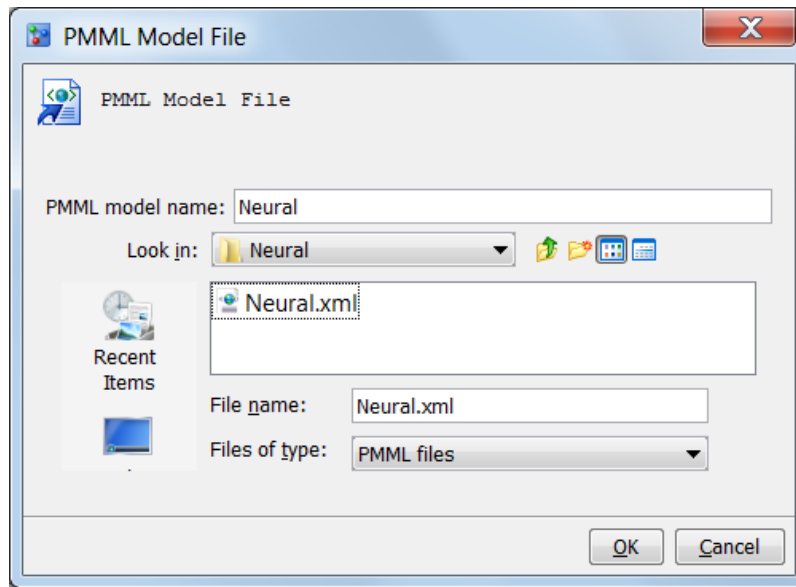 PMML Model File
PMML Model File
PMML model name: Neural
Look in: Neural
Neural.xml
Recent
Items
File name: Neural.xml
Files of type: PMML files
OK Cancel